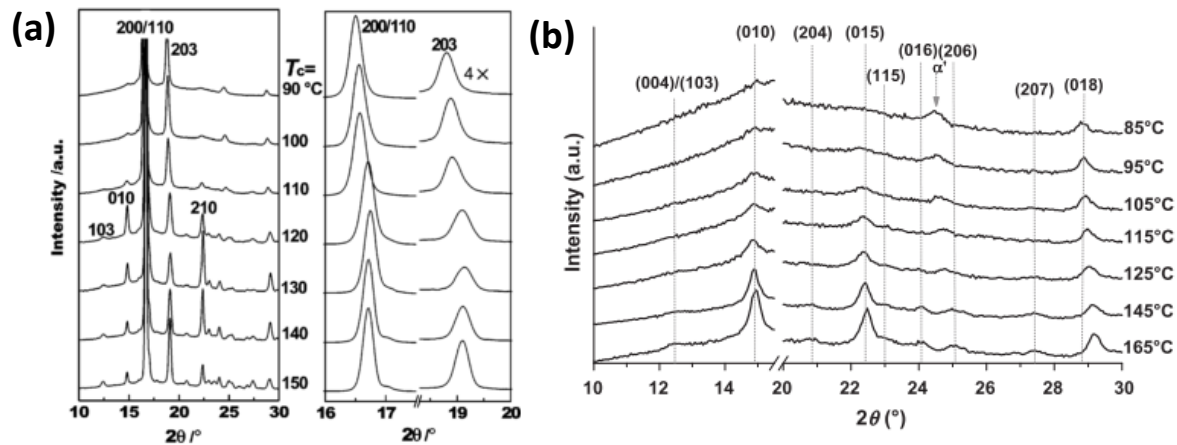 (a)
200/110
203
Tc=
90 °C
100
110
120
130
140
150
103
010
210
Intensity /a.u.
10 15 20 25 30
2θ /°
200/110
203
4×
16 17 18 19 20
2θ /°
(b)
(010) (204) (015) (016) (206)
α'
(004)/(103) (115) (207) (018)
85°C
95°C
105°C
115°C
125°C
145°C
165°C
Intensity (a.u.)
10 12 14 20 22 24 26 28 30
2θ (°)